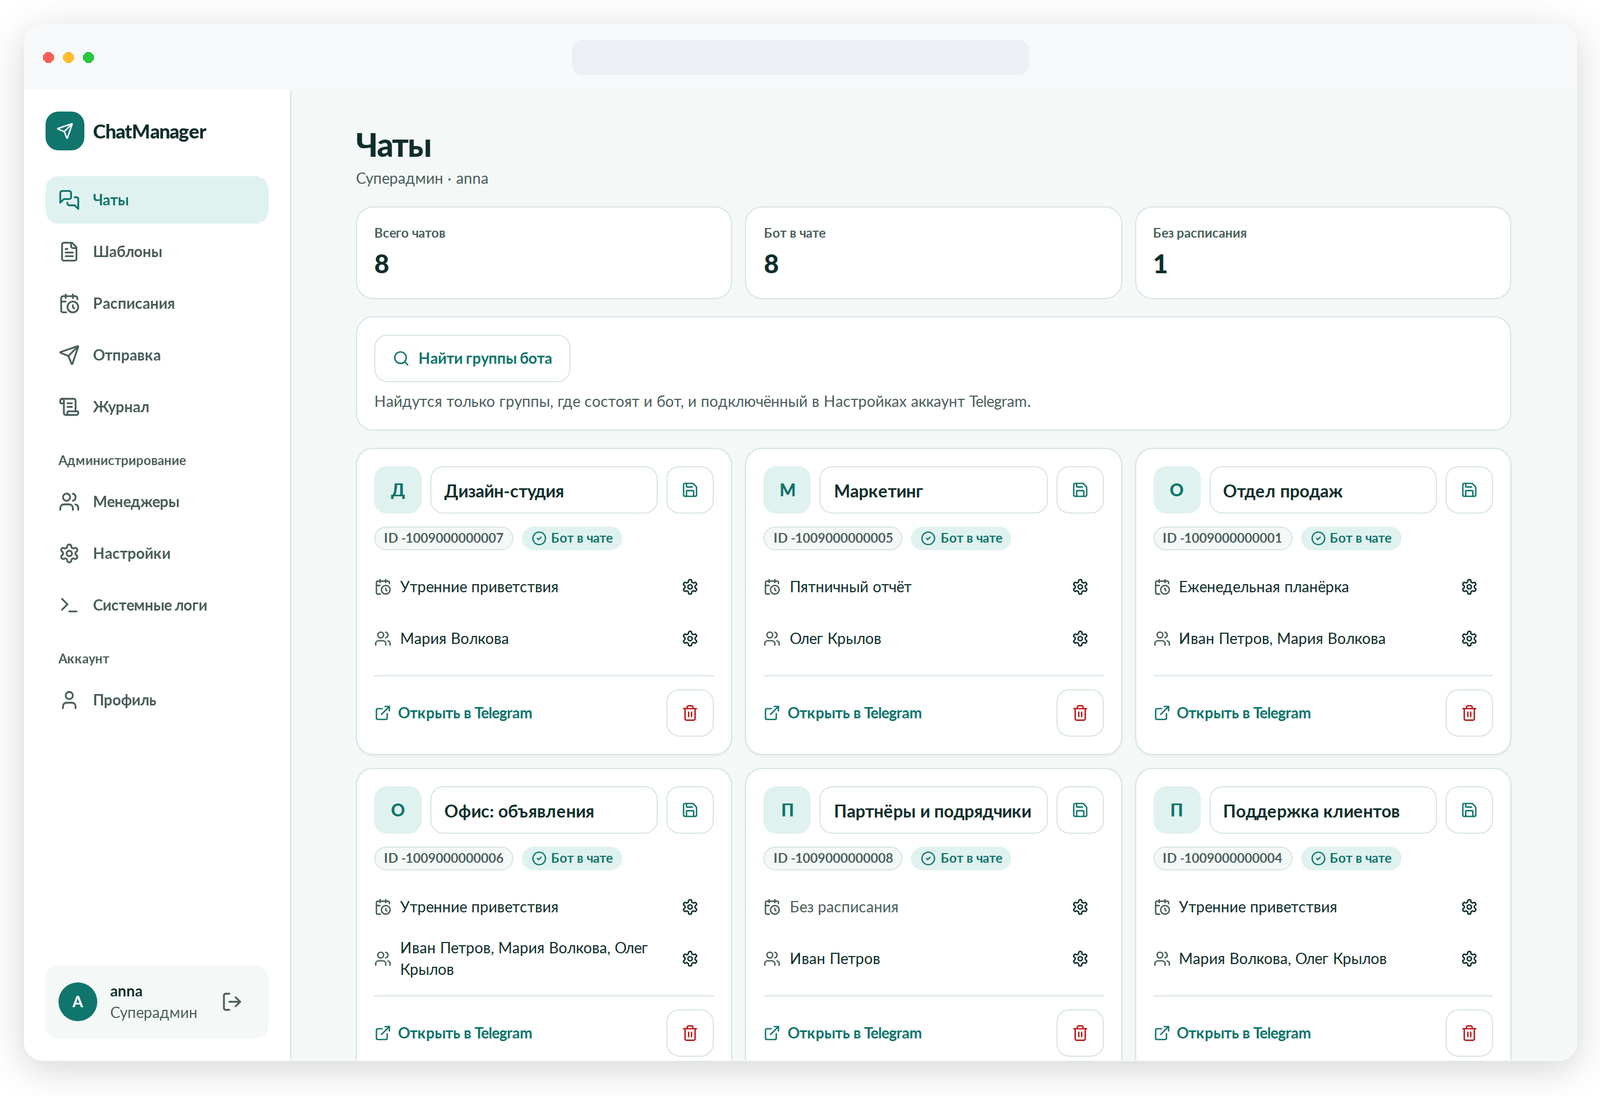 ChatManager
Чаты
Шаблоны
Расписания
Отправка
Журнал
Администрирование
Менеджеры
Настройки
Системные логи
Аккаунт
Профиль
A
anna
Суперадмин
Чаты
Суперадмин · anna
Всего чатов
8
Бот в чате
8
Без расписания
1
Найти группы бота
Найдутся только группы, где состоят и бот, и подключённый в Настройках аккаунт Telegram.
Д
Дизайн-студия
ID -1009000000007
Бот в чате
Утренние приветствия
Мария Волкова
Открыть в Telegram
М
Маркетинг
ID -1009000000005
Бот в чате
Пятничный отчёт
Олег Крылов
Открыть в Telegram
О
Отдел продаж
ID -1009000000001
Бот в чате
Еженедельная планёрка
Иван Петров, Мария Волкова
Открыть в Telegram
О
Офис: объявления
ID -1009000000006
Бот в чате
Утренние приветствия
Иван Петров, Мария Волкова, Олег
Крылов
Открыть в Telegram
П
Партнёры и подрядчики
ID -1009000000008
Бот в чате
Без расписания
Иван Петров
Открыть в Telegram
П
Поддержка клиентов
ID -1009000000004
Бот в чате
Утренние приветствия
Мария Волкова, Олег Крылов
Открыть в Telegram